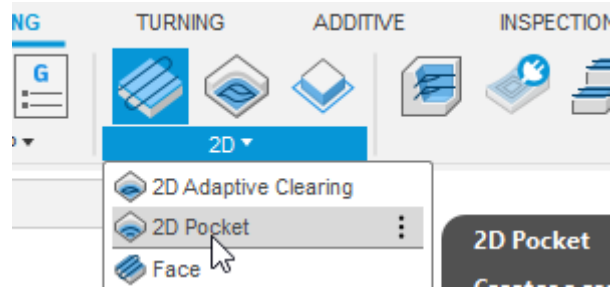 NG TURNING ADDITIVE INSPECTION
G
2D
2D Adaptive Clearing
2D Pocket
2D Pocket
Face